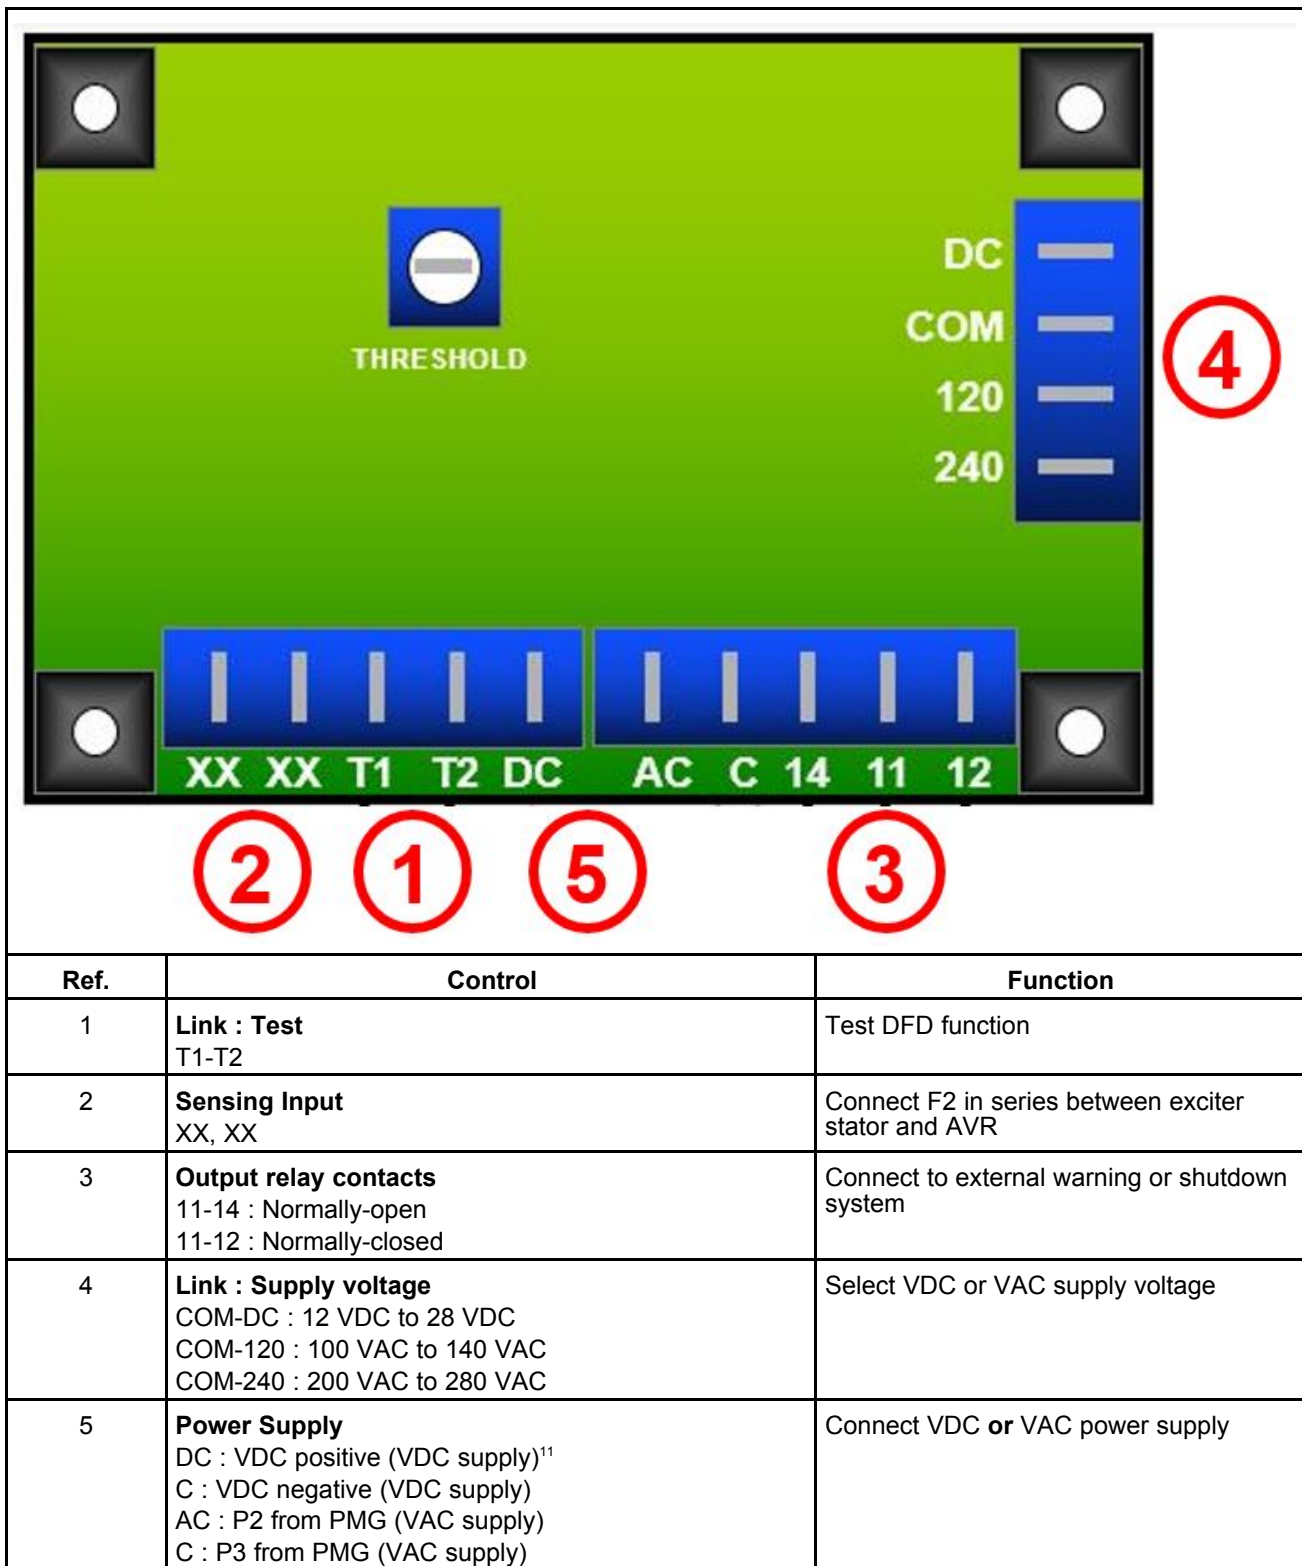 DC
COM
120
240
4
THRESHOLD
XX XX T1 T2 DC AC C 14 11 12
2 1 5 3
Ref. Control Function
1 Link : Test Test DFD function
T1-T2
2 Sensing Input Connect F2 in series between exciter
XX, XX stator and AVR
3 Output relay contacts Connect to external warning or shutdown
11-14 : Normally-open system
11-12 : Normally-closed
4 Link : Supply voltage Select VDC or VAC supply voltage
COM-DC : 12 VDC to 28 VDC
COM-120 : 100 VAC to 140 VAC
COM-240 : 200 VAC to 280 VAC
5 Power Supply Connect VDC or VAC power supply
DC : VDC positive (VDC supply)¹¹
C : VDC negative (VDC supply)
AC : P2 from PMG (VAC supply)
C : P3 from PMG (VAC supply)